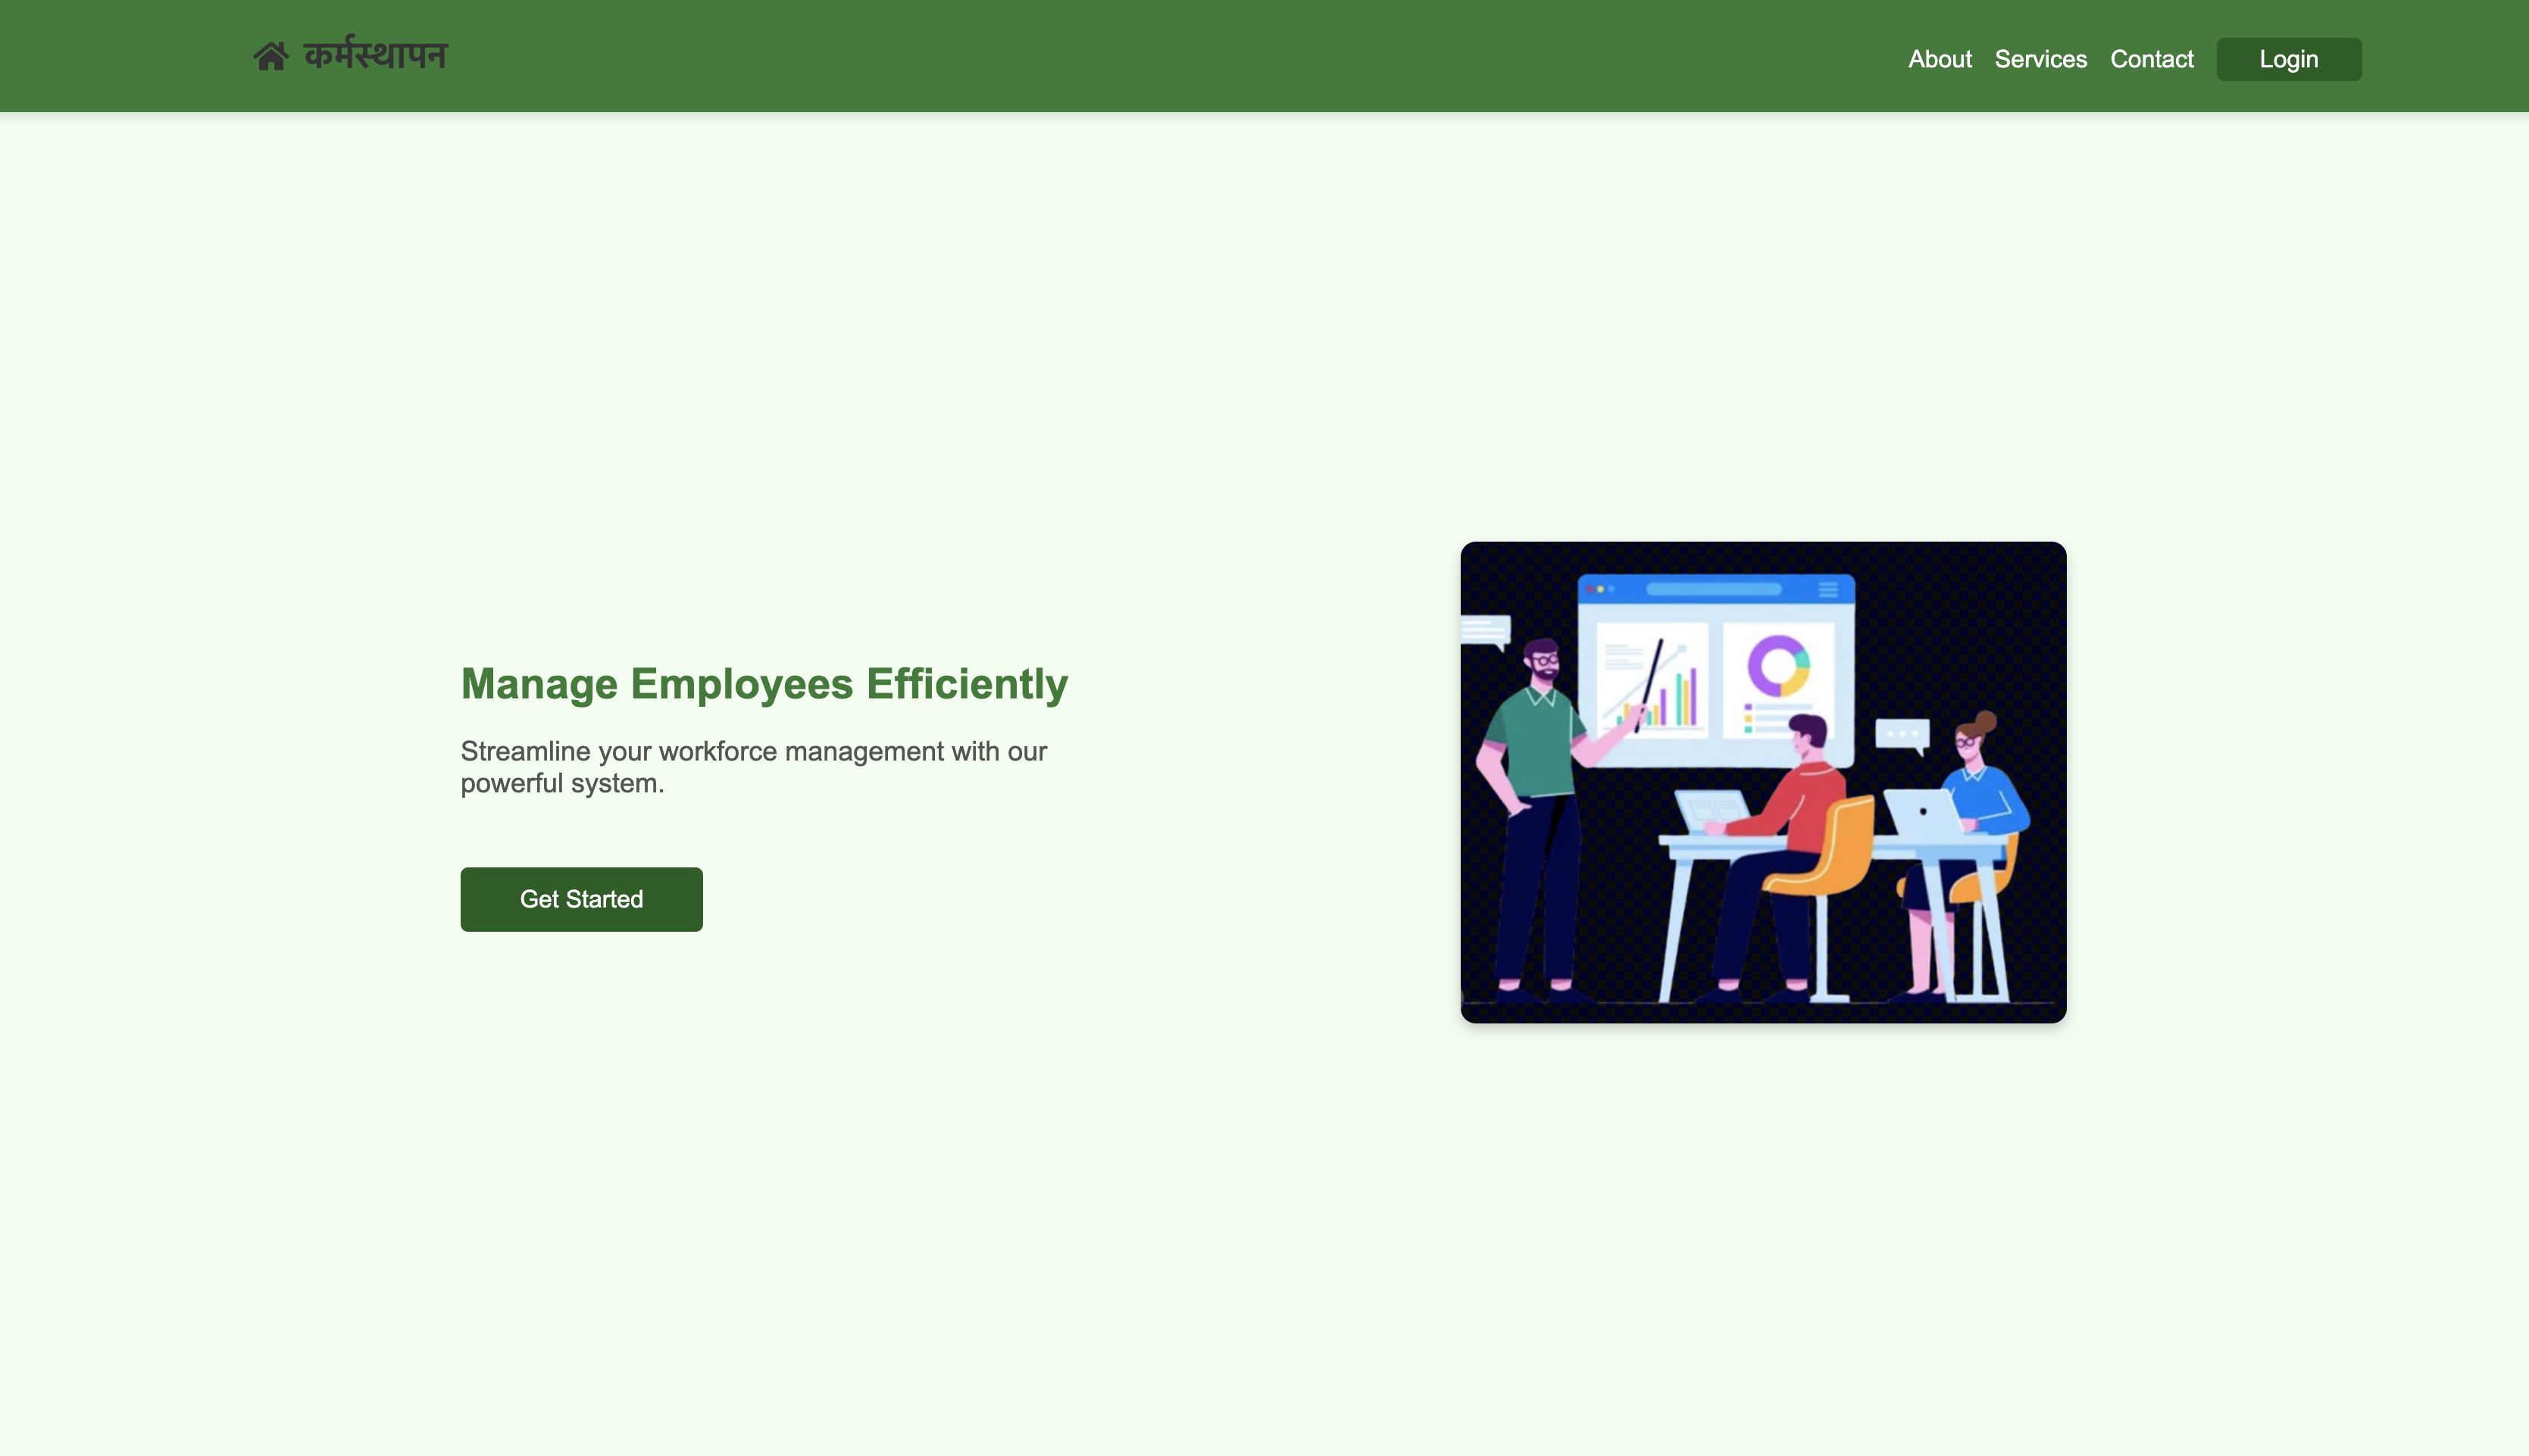 कर्मस्थापन
About Services Contact Login
Manage Employees Efficiently
Streamline your workforce management with our
powerful system.
Get Started